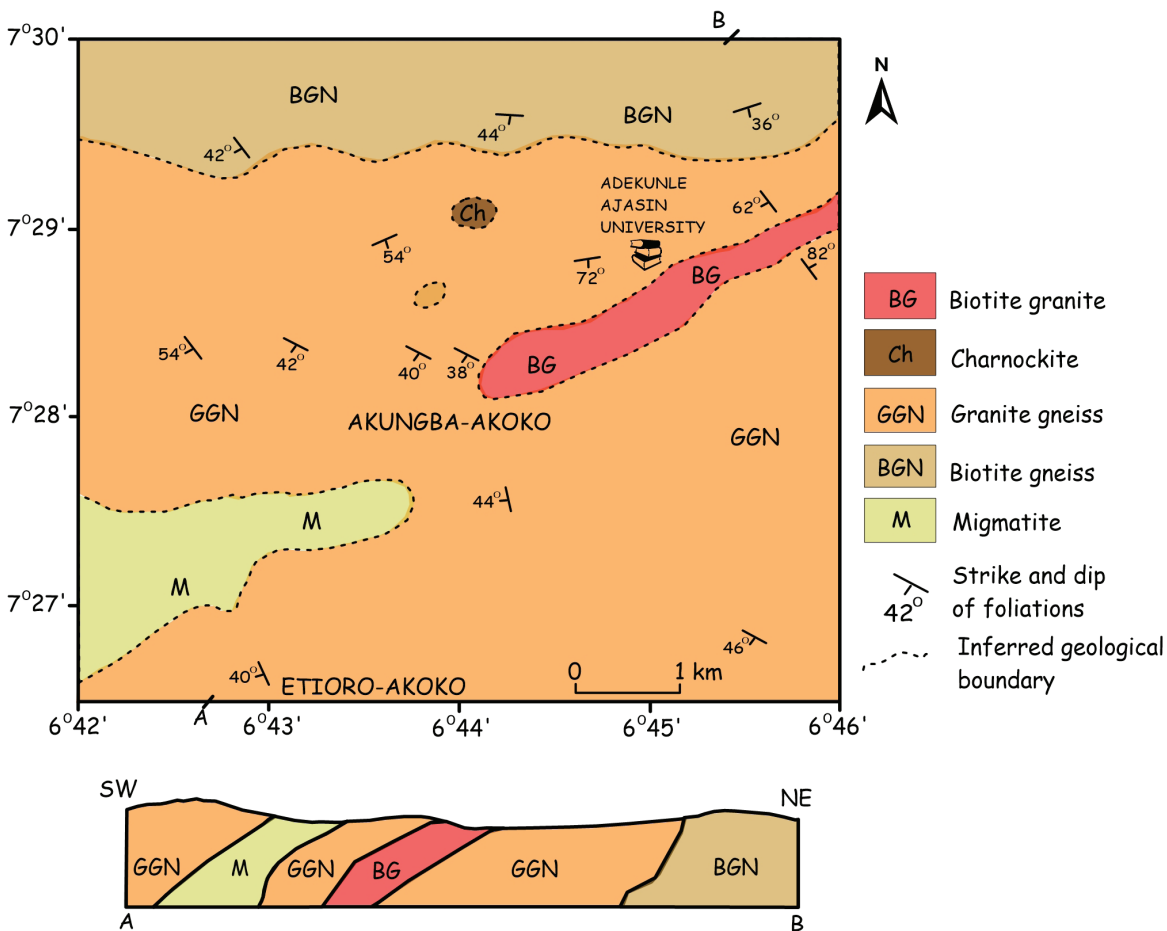 B
7°30'
N
BGN
BGN
44°
36°
42°
ADEKUNLE
AJASIN
UNIVERSITY
62°
Ch
7°29'
54°
72°
82°
BG
BG
Biotite granite
54°
42°
40°
38°
BG
Ch
Charnockite
7°28'
GGN
AKUNGBA-AKOKO
GGN
GGN
Granite gneiss
BGN
Biotite gneiss
44°
M
M
Migmatite
M
7°27'
Strike and dip
42°
of foliations
46°
40°
ETIORO-AKOKO
0 1 km
Inferred geological
boundary
A
6°42' 6°43' 6°44' 6°45' 6°46'
SW
NE
GGN
M
GGN
BG
GGN
BGN
A
B